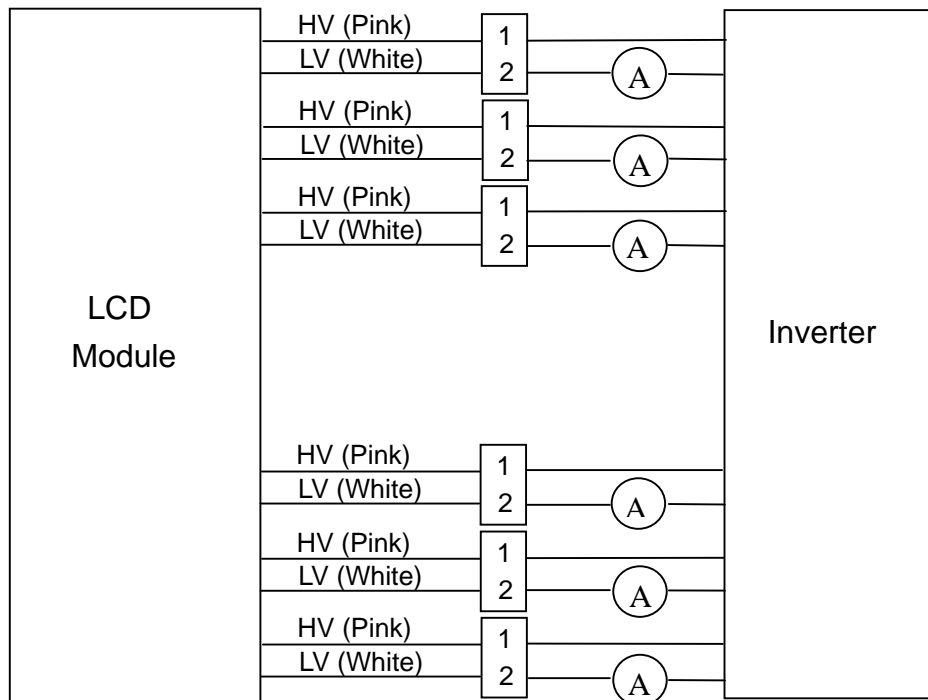 HV (Pink) 1
LV (White) 2 A
HV (Pink) 1
LV (White) 2 A
HV (Pink) 1
LV (White) 2 A
LCD
Module
Inverter
HV (Pink) 1
LV (White) 2 A
HV (Pink) 1
LV (White) 2 A
HV (Pink) 1
LV (White) 2 A